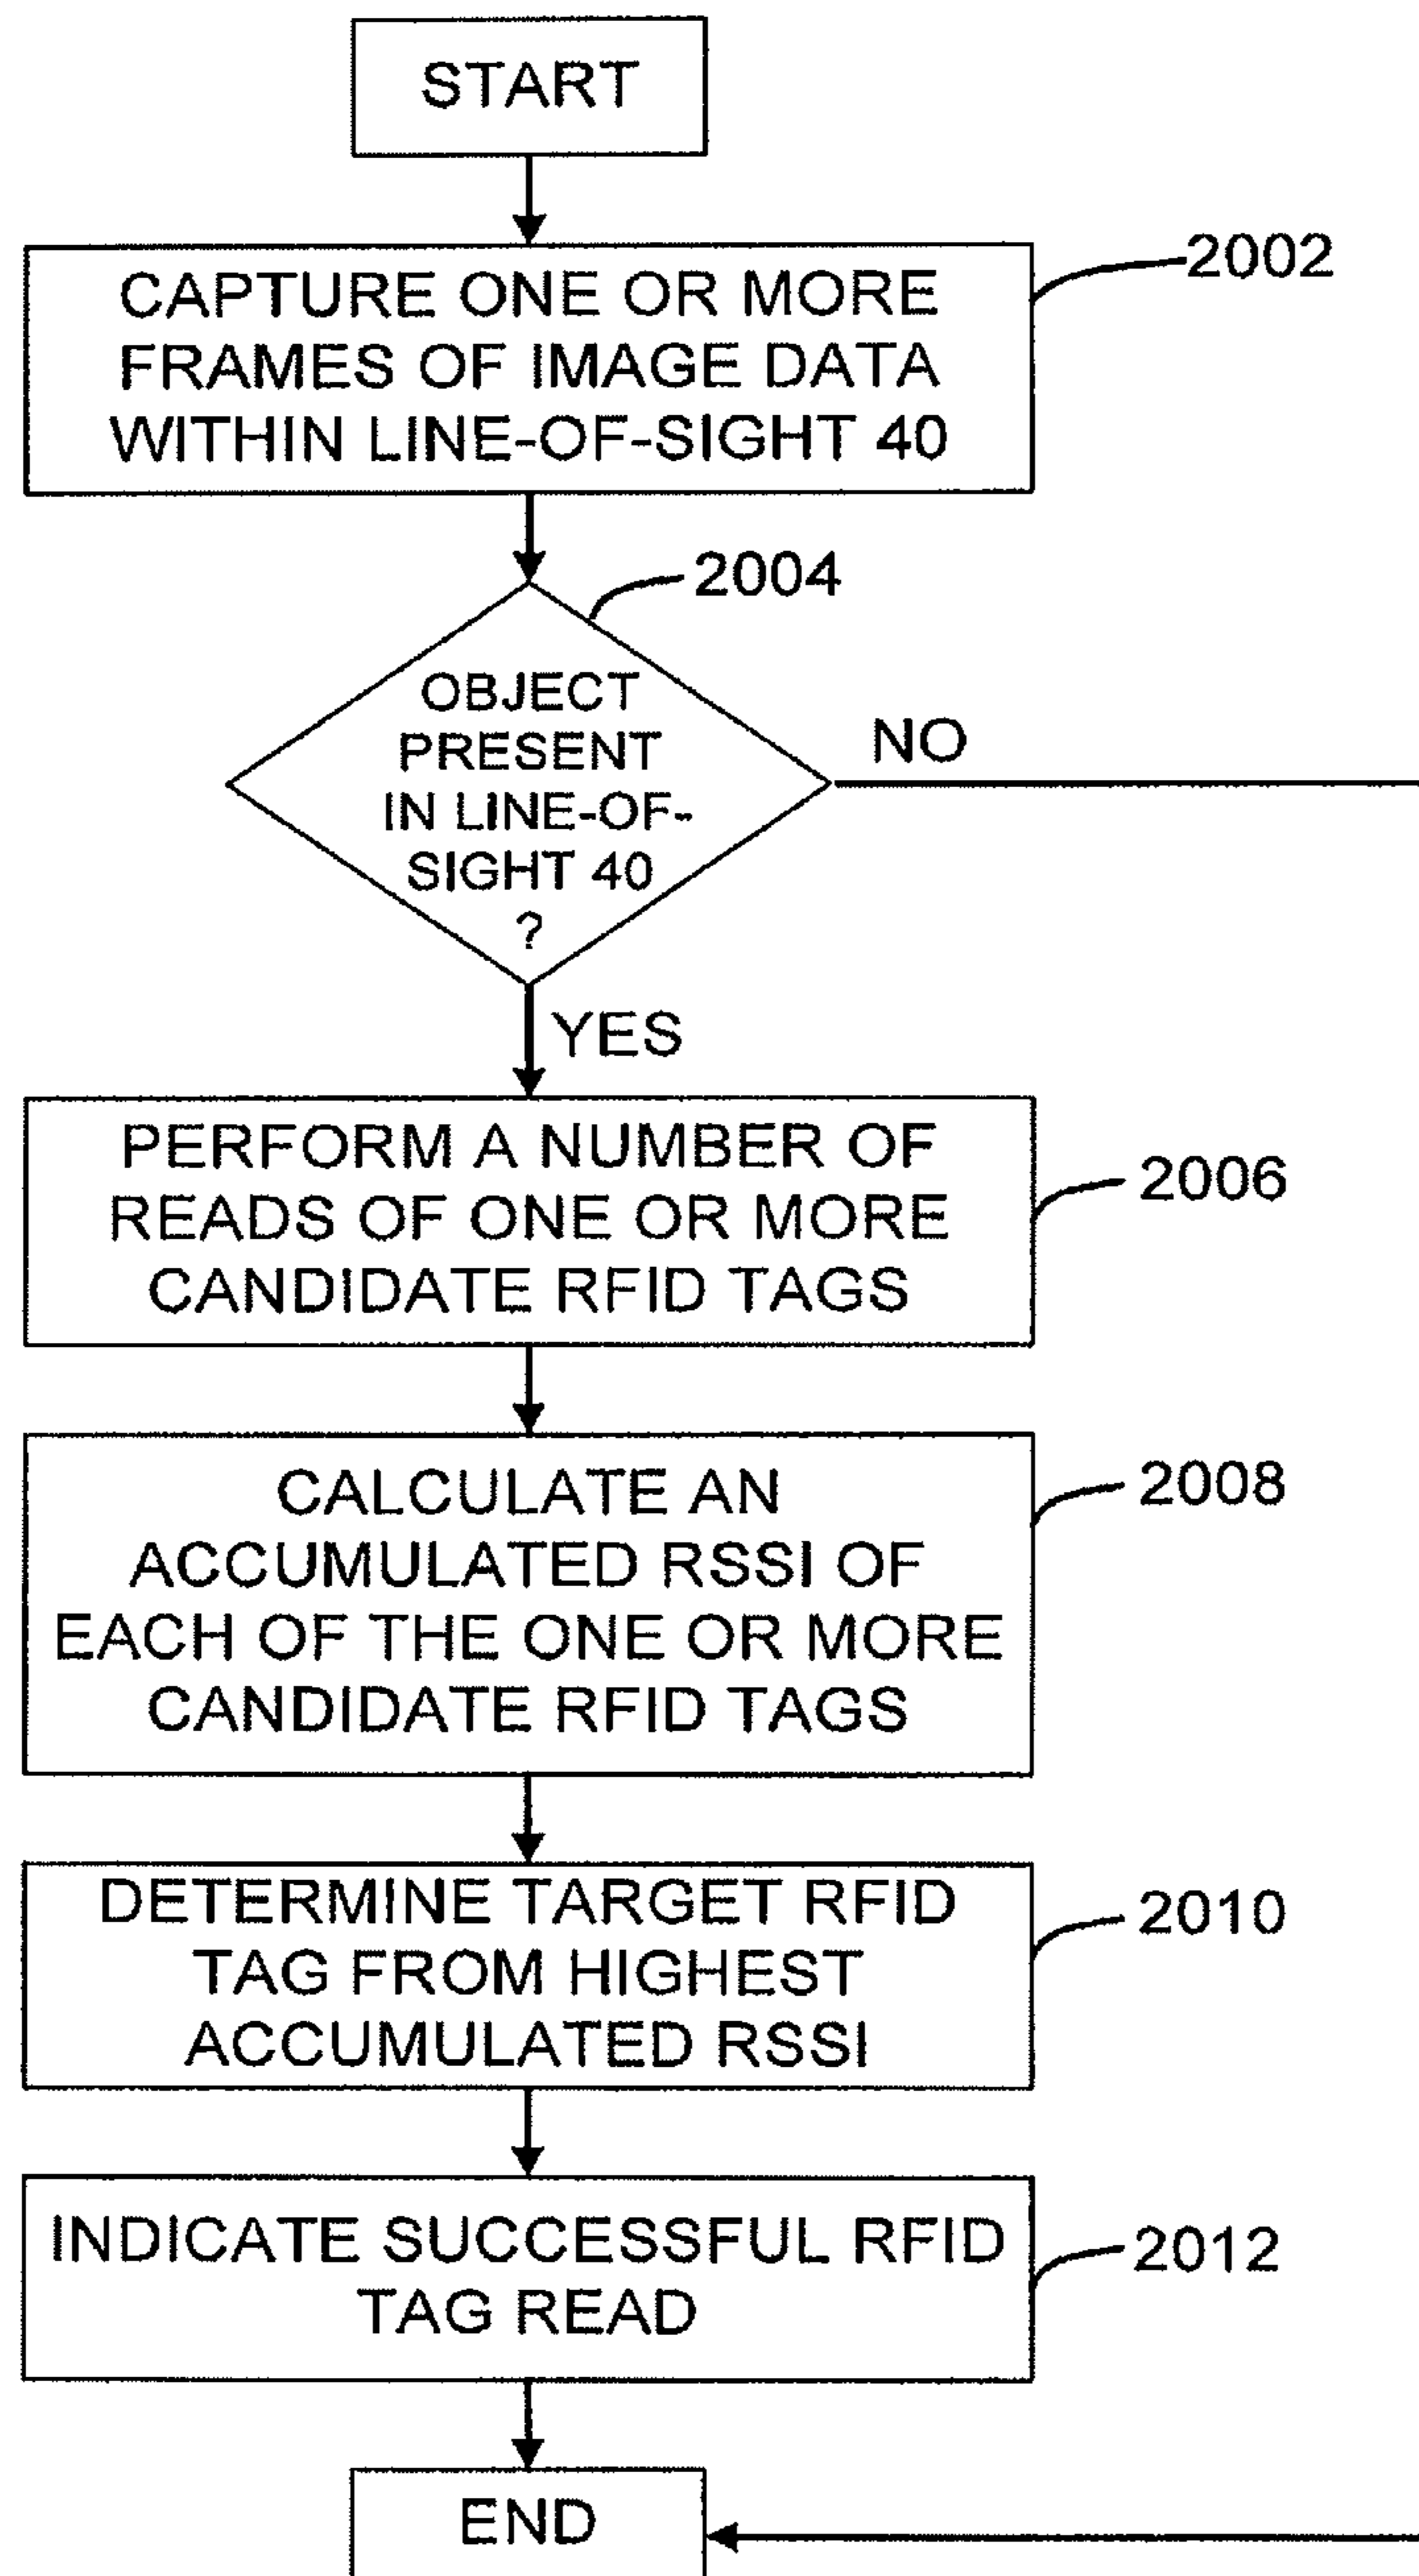 START
CAPTURE ONE OR MORE
FRAMES OF IMAGE DATA
WITHIN LINE-OF-SIGHT 40
2002
2004
OBJECT
PRESENT
IN LINE-OF-
SIGHT 40
?
NO
YES
PERFORM A NUMBER OF
READS OF ONE OR MORE
CANDIDATE RFID TAGS
2006
CALCULATE AN
ACCUMULATED RSSI OF
EACH OF THE ONE OR MORE
CANDIDATE RFID TAGS
2008
DETERMINE TARGET RFID
TAG FROM HIGHEST
ACCUMULATED RSSI
2010
INDICATE SUCCESSFUL RFID
TAG READ
2012
END